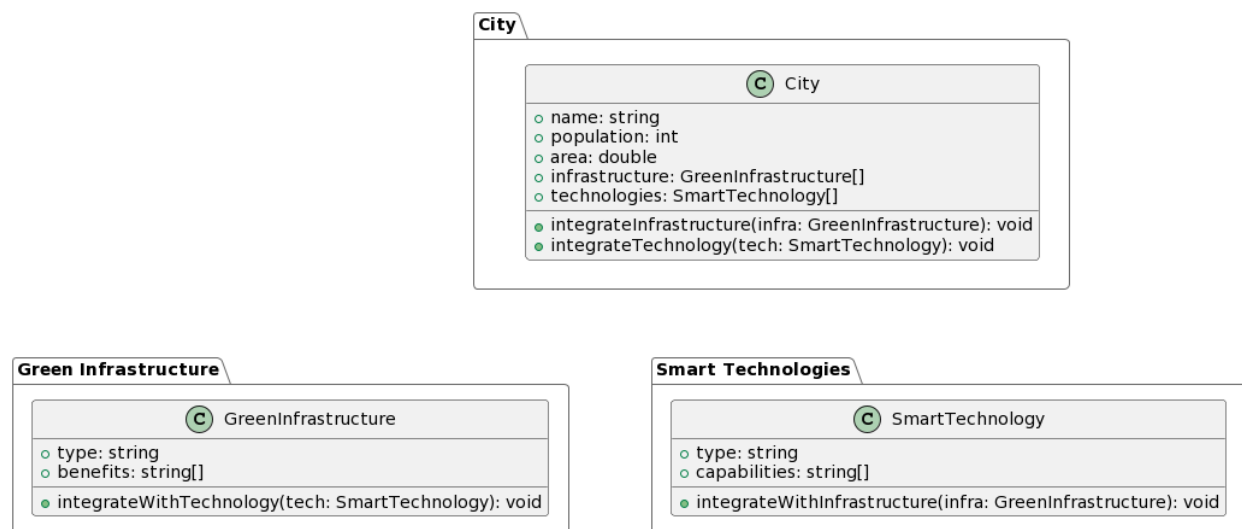 City
C City
name: string
population: int
area: double
infrastructure: GreenInfrastructure[]
technologies: SmartTechnology[]
integrateInfrastructure(infra: GreenInfrastructure): void
integrateTechnology(tech: SmartTechnology): void
Green Infrastructure
C GreenInfrastructure
type: string
benefits: string[]
integrateWithTechnology(tech: SmartTechnology): void
Smart Technologies
C SmartTechnology
type: string
capabilities: string[]
integrateWithInfrastructure(infra: GreenInfrastructure): void